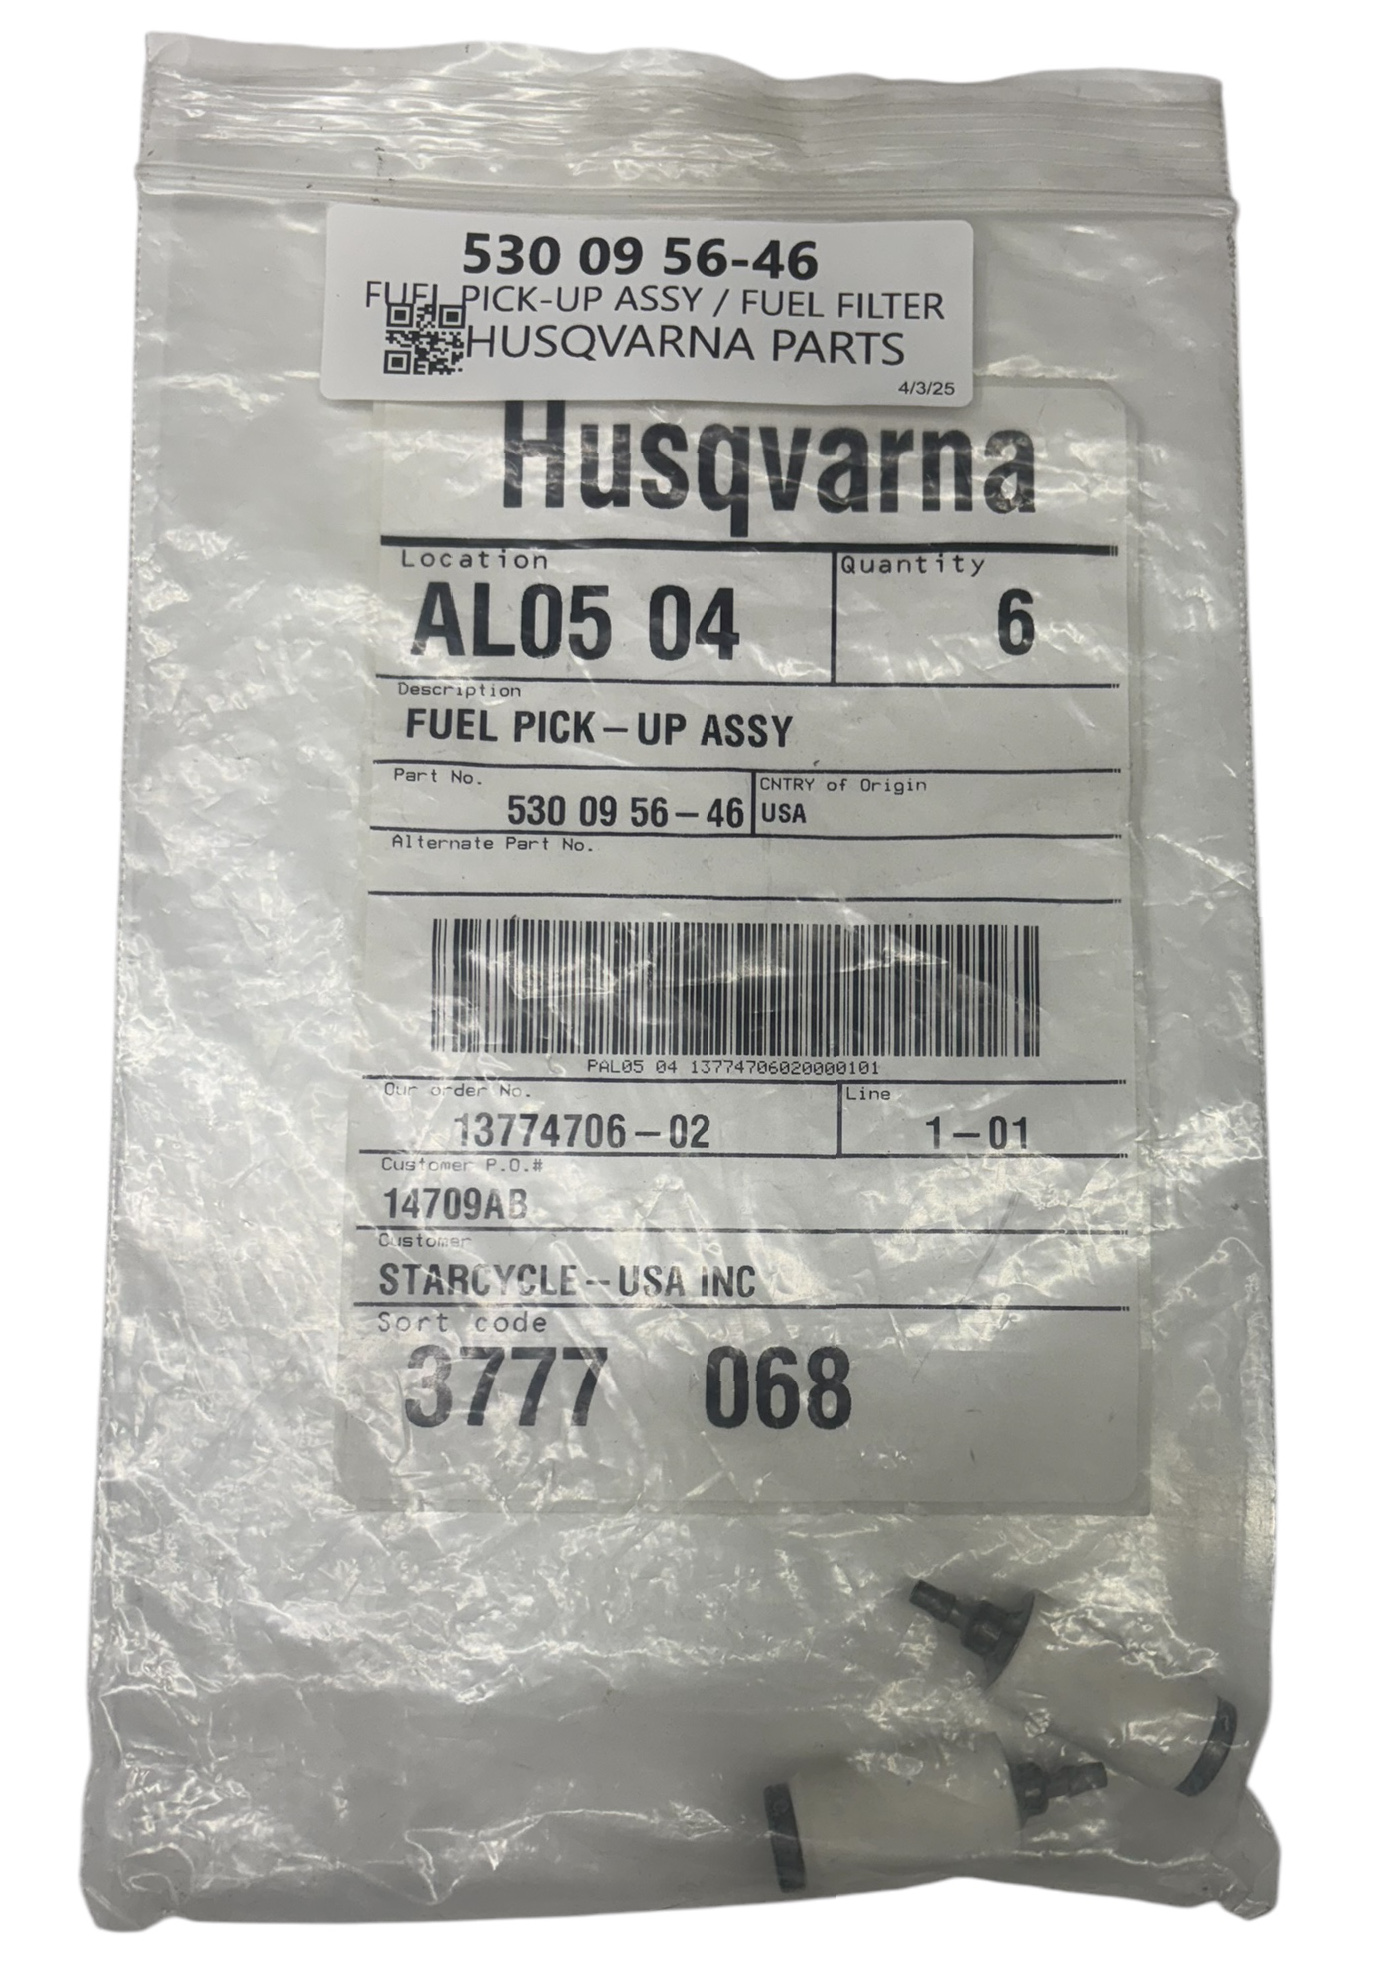 530 09 56-46
FUEL PICK-UP ASSY / FUEL FILTER
HUSQVARNA PARTS
4/3/25
Husqvarna
Location
Quantity
AL05 04
6
Description
FUEL PICK-UP ASSY
Part No.
CNTRY of Origin
530 09 56-46
USA
Alternate Part No.
PAL05 04 13774706020000101
Our order No.
Line
13774706-02
1-01
Customer P.O.#
14709AB
Customer
STARCYCLE-USA INC
Sort code
3777 068